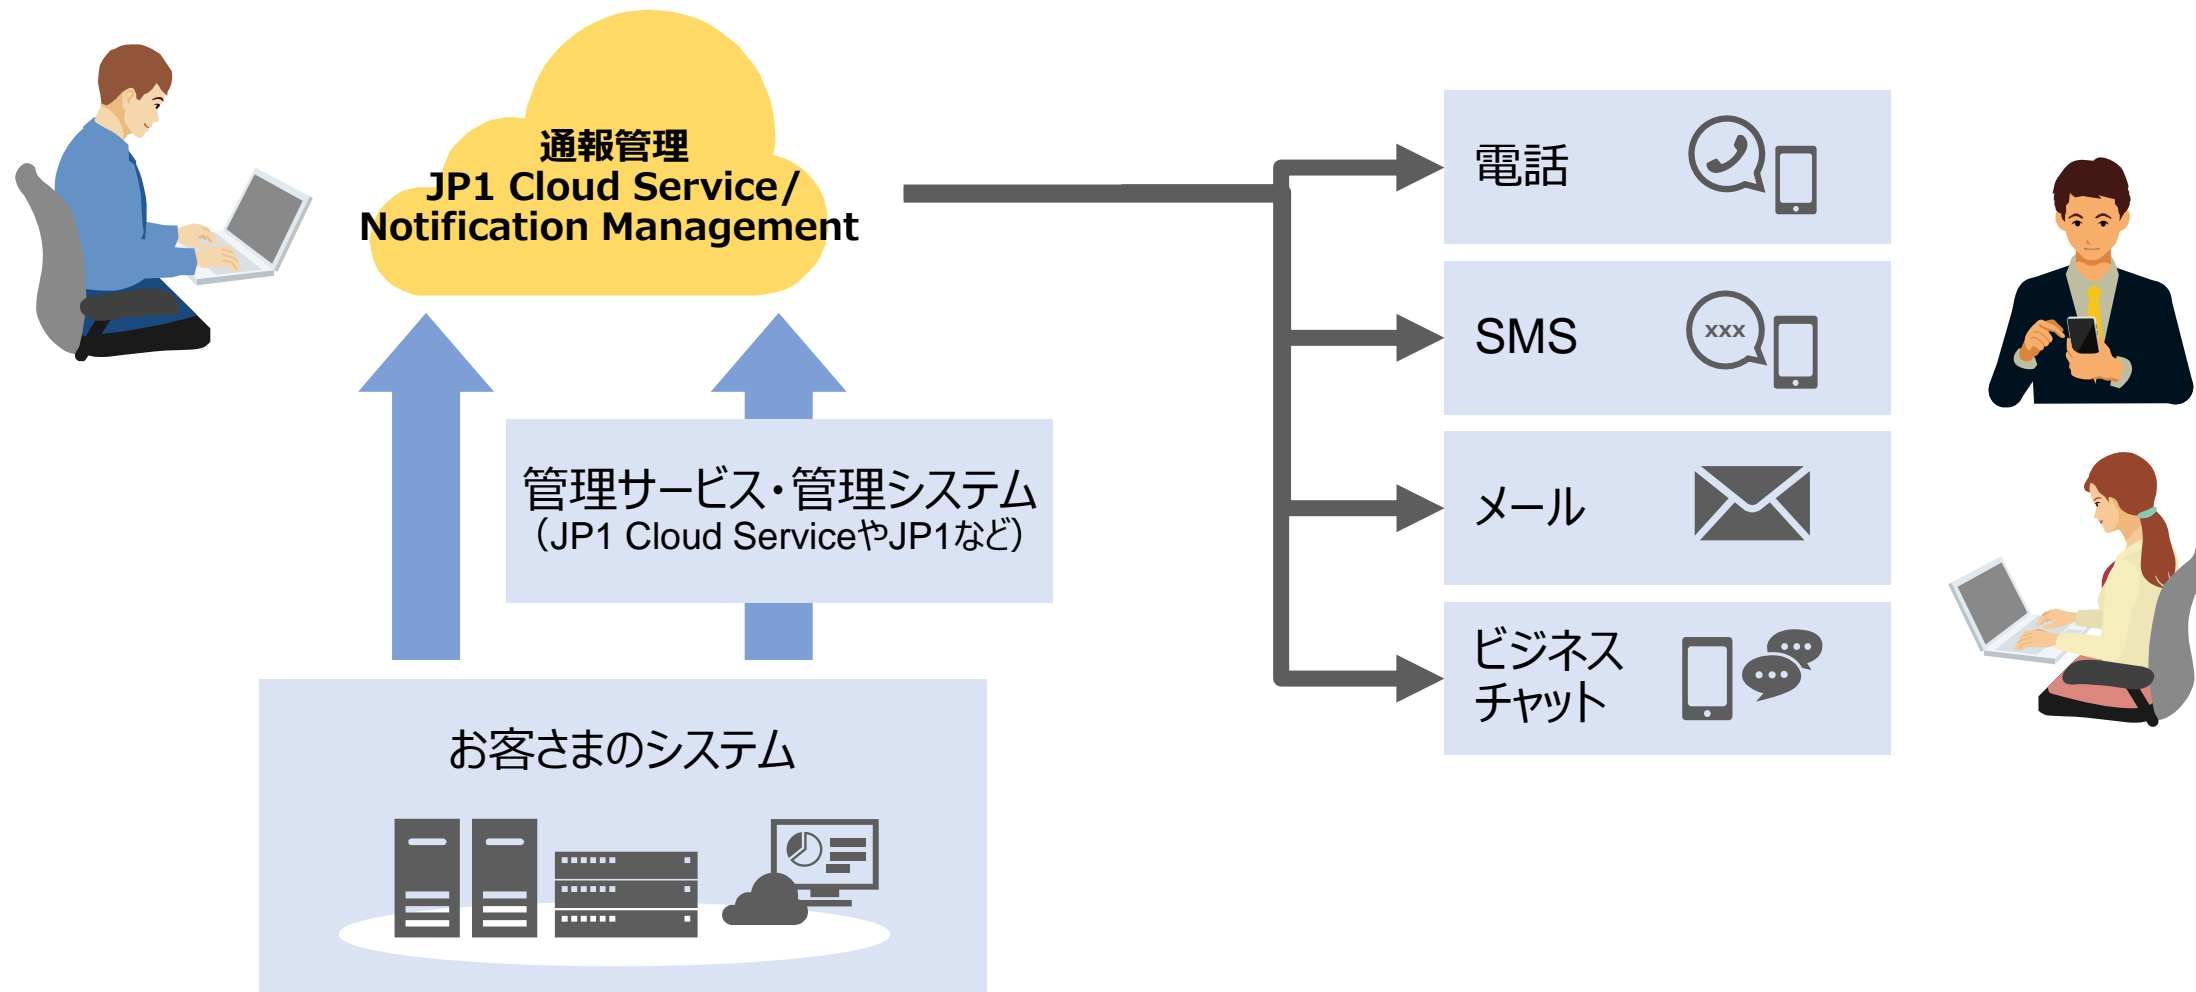 通報管理
JP1 Cloud Service/
Notification Management
管理サービス・管理システム
（JP1 Cloud ServiceやJP1など）
お客さまのシステム
電話
SMS
xxx
メール
ビジネス
チャット